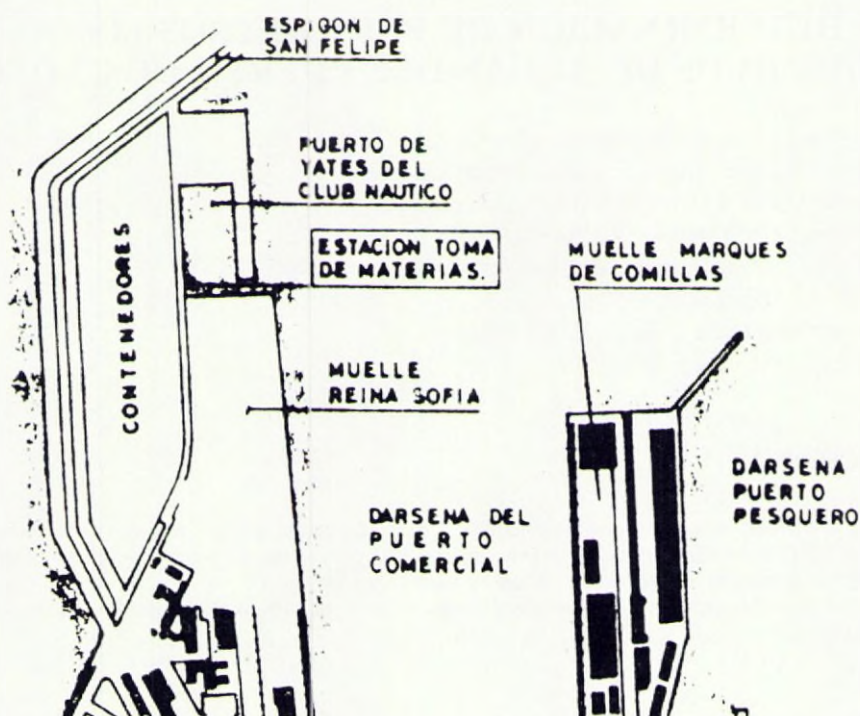 ESPIGON DE
SAN FELIPE
PUERTO DE
YATES DEL
CLUB NAUTICO
ESTACION TOMA
DE MATERIAS.
MUELLE MARQUES
DE COMILLAS
CONTENEDORES
MUELLE
REINA SOFIA
DARSENA
PUERTO
PESQUERO
DARSENA DEL
PUERTO
COMERCIAL